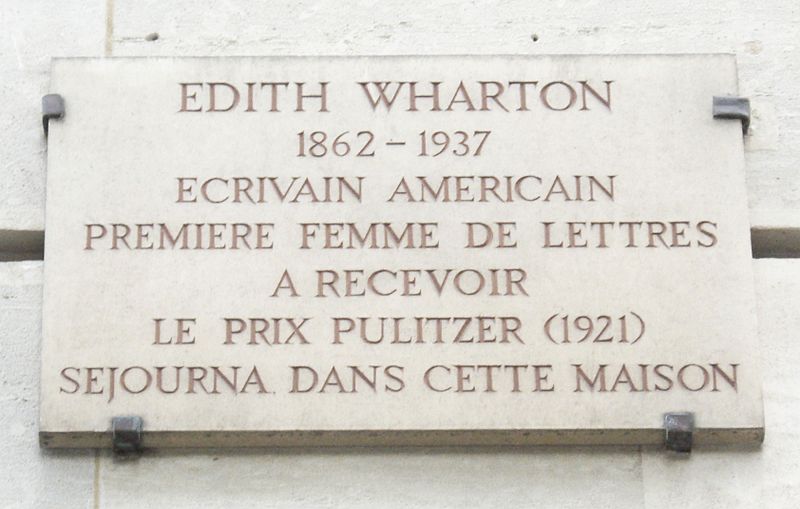 EDITH WHARTON
1862-1937
ECRIVAIN AMERICAIN
PREMIERE FEMME DE LETTRES
A RECEVOIR
LE PRIX PULITZER (1921)
SEJOURNA DANS CETTE MAISON